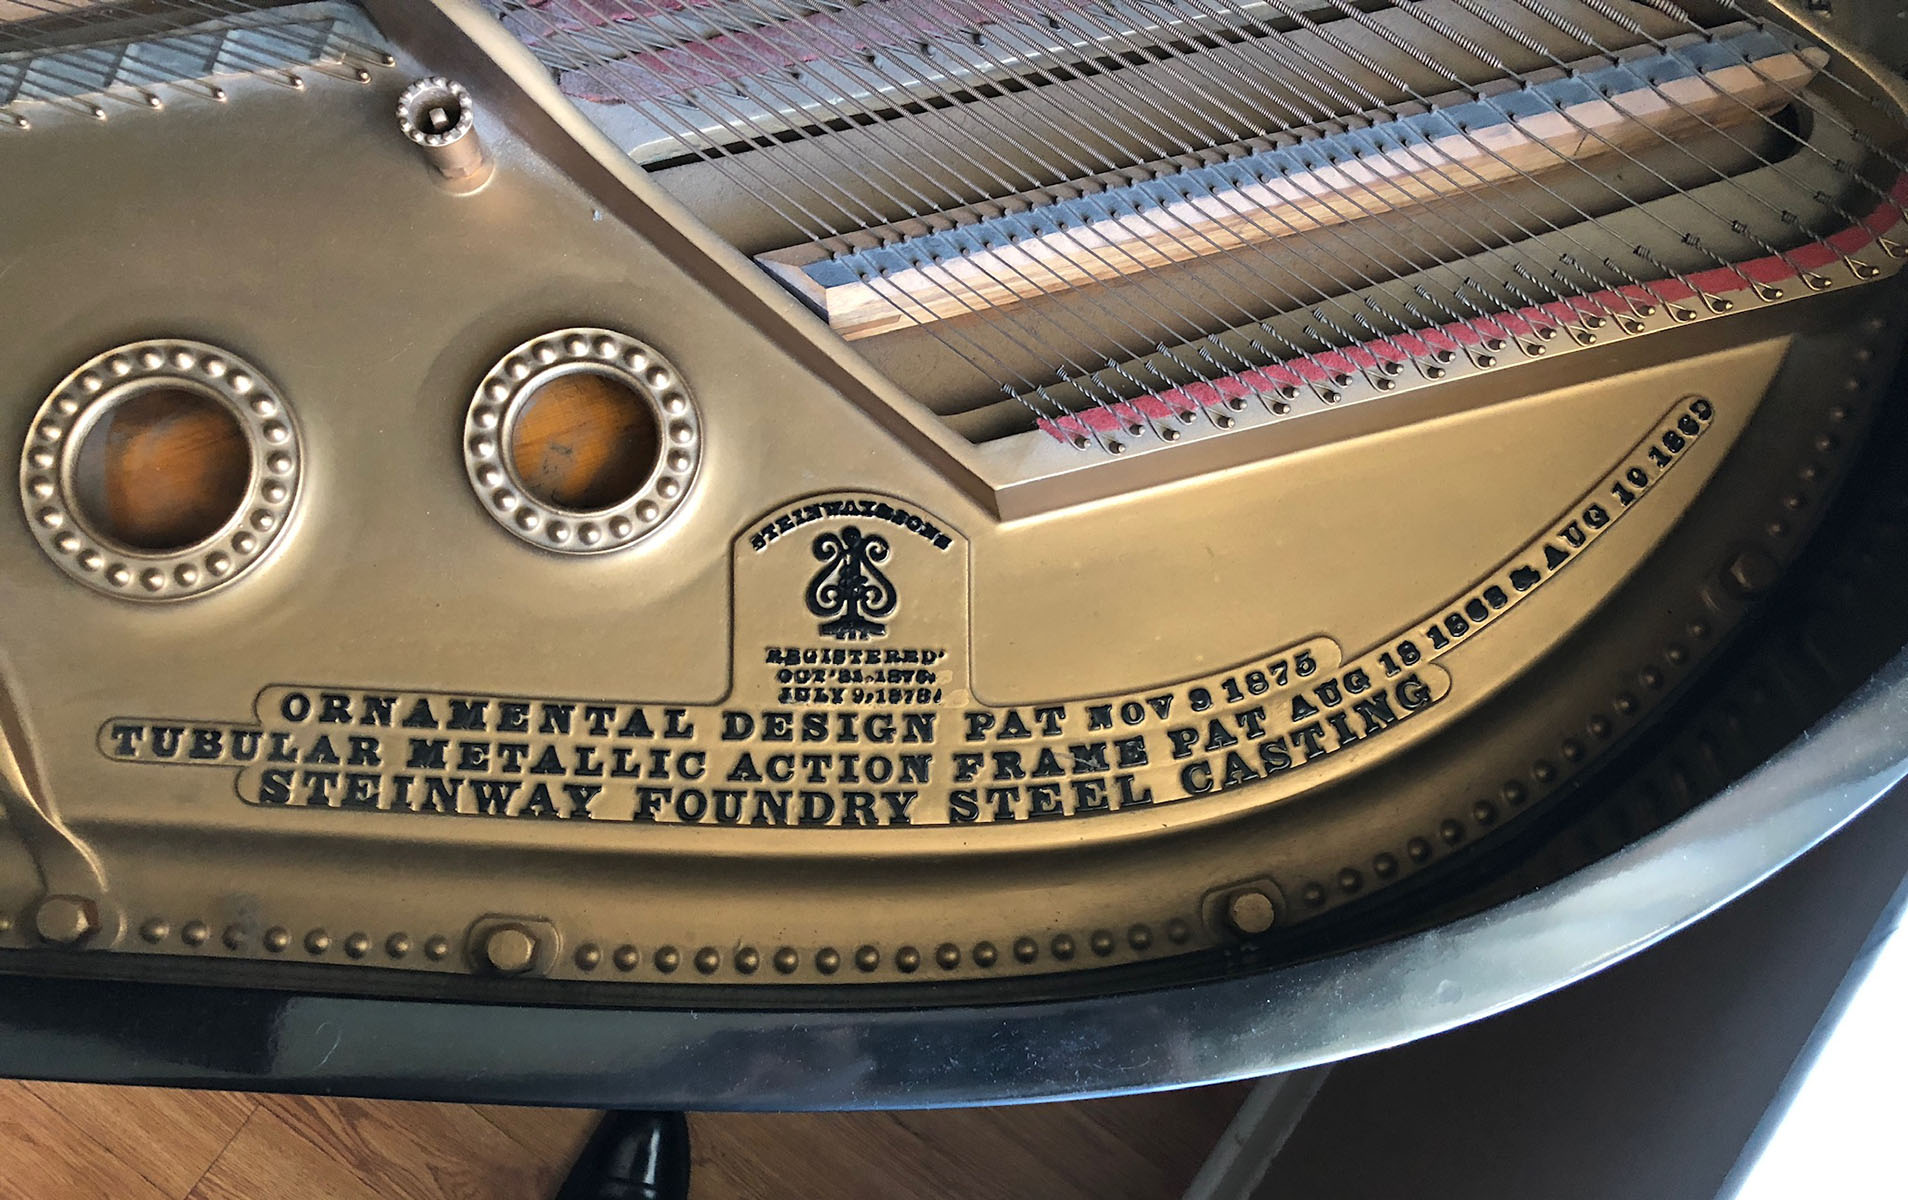 STEINWAY & SONS
REGISTERED
OCT 31, 1876.
JULY 9, 1878.
ORNAMENTAL DESIGN PAT NOV 9 1875
TUBULAR METALLIC ACTION FRAME PAT AUG 18 1868 & AUG 10 1869
STEINWAY FOUNDRY STEEL CASTING